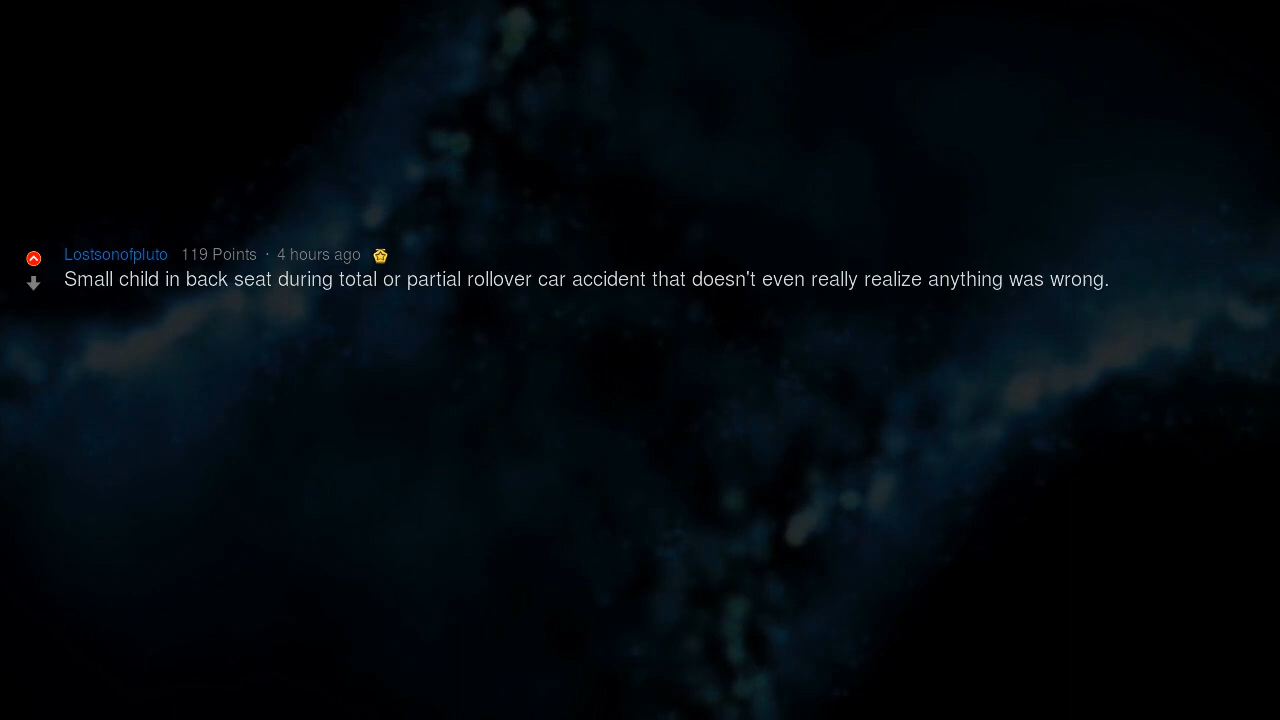 Lostsonofpluto 119 Points · 4 hours ago
Small child in back seat during total or partial rollover car accident that doesn't even really realize anything was wrong.